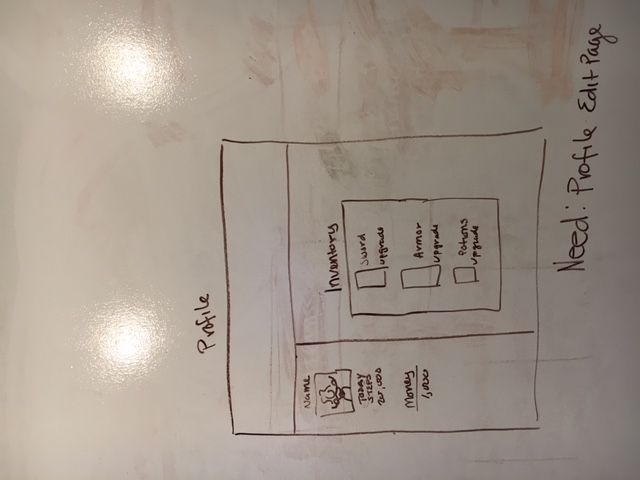 Profile
Name
TODAY
STEPS
20,000
Money
1,000
Inventory
Sword
upgrade
Armor
upgrade
Potions
upgrade
Need: Profile Edit Page